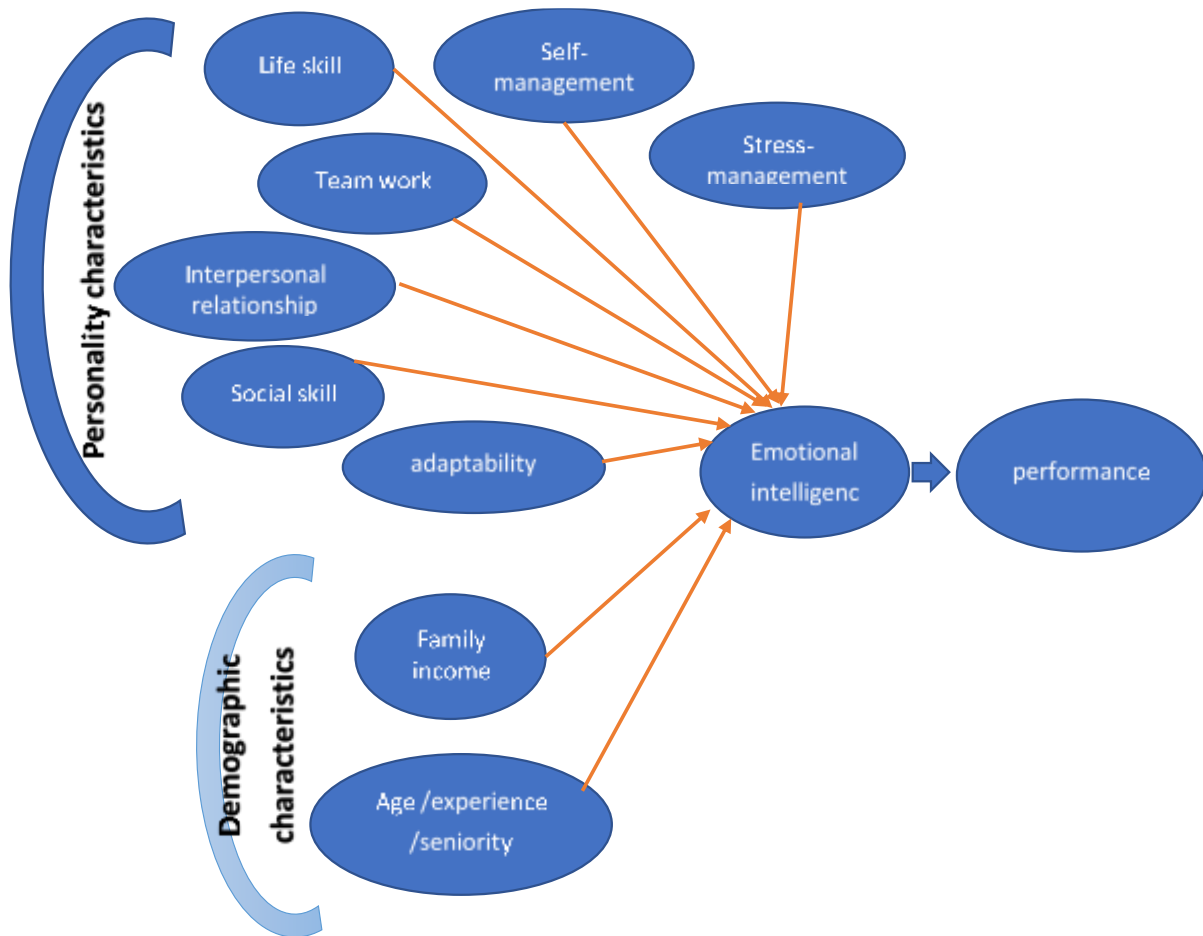 Personality characteristics
Life skill
Self-
management
Stress-
management
Team work
Interpersonal
relationship
Social skill
adaptability
Emotional
intelligenc
performance
Demographic
characteristics
Family
income
Age /experience
/seniority